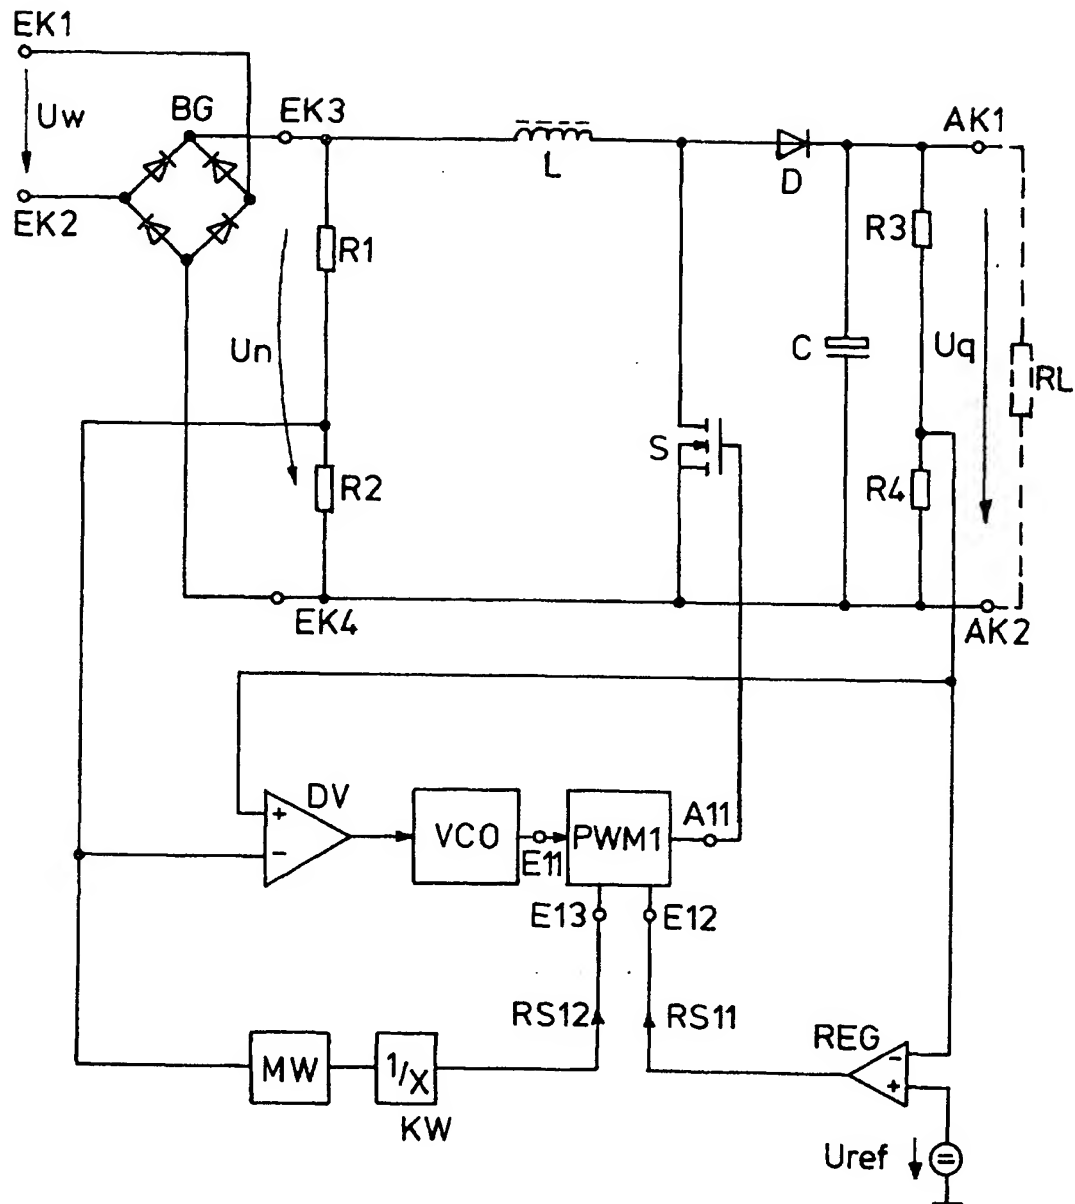 EK1
Uw
BG
EK3
AK1
EK2
L
D
R3
R1
Un
C
Uq
RL
S
R2
R4
EK4
AK2
DV
+
−
VCO
E11
PWM1
A11
E13
E12
RS12
RS11
REG
−
+
MW
1/X
KW
Uref
=